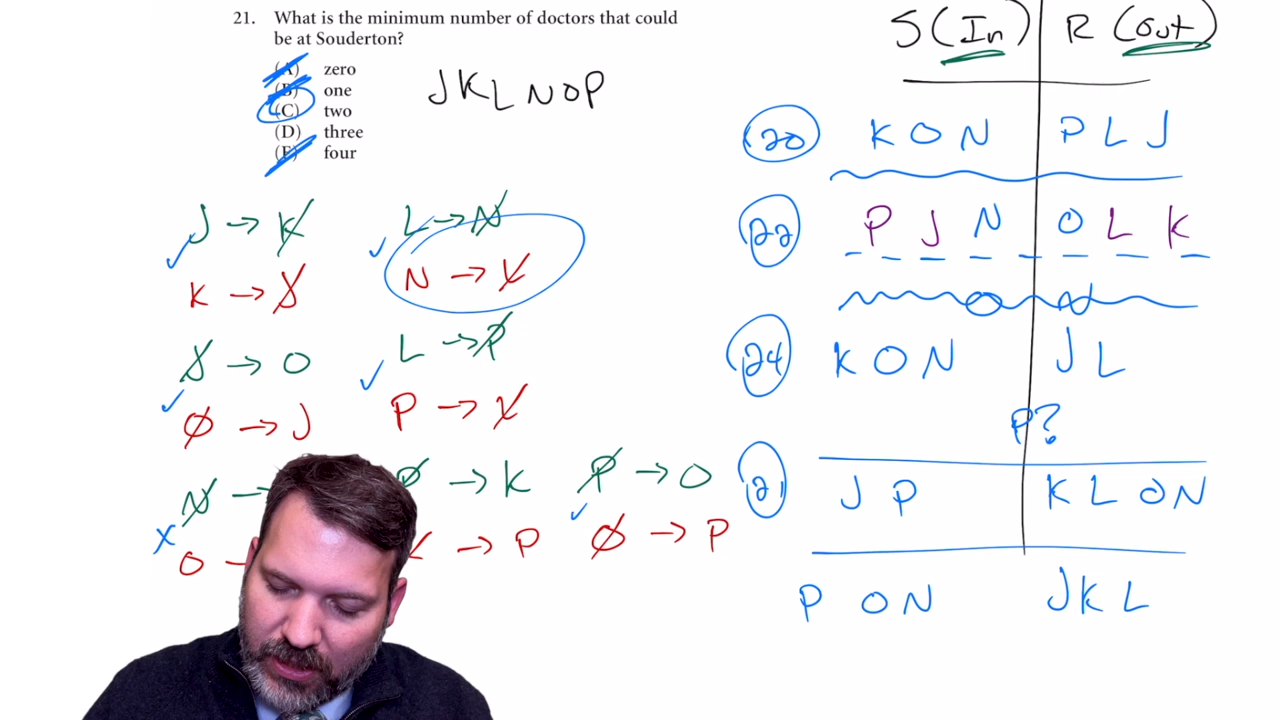 21. What is the minimum number of doctors that could
be at Souderton?
(A) zero
(B) one
(C) two
(D) three
(E) four
J K L N O P
S (In) R (out)
20 K O N P L J
22 P J N O L K
24 K O N J L
P?
21 J P K L O N
P O N J K L
J → K L → N
K → J N → L
J → O L → P
O → J P → L
N → P → K P → O
O → P O → P